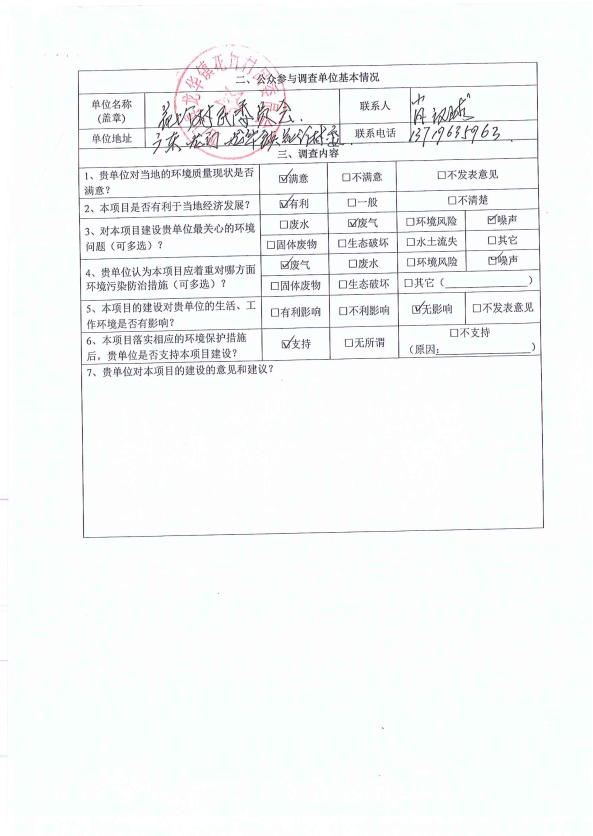 二、公众参与调查单位基本情况
单位名称
(盖章)
花竹村民委员会
联系人
单位地址
广东 龙门 龙华镇花竹村委
联系电话
13719635963
三、调查内容
1、贵单位对当地的环境质量现状是否
满意？
☑满意 □不满意 □不发表意见
2、本项目是否有利于当地经济发展？ ☑有利 □一般 □不清楚
3、对本项目建设贵单位最关心的环境
问题（可多选）？
□废水 ☑废气 □环境风险 ☑噪声
□固体废物 □生态破坏 □水土流失 □其它
4、贵单位认为本项目应着重对哪方面
环境污染防治措施（可多选）？
☑废气 □废水 □环境风险 ☑噪声
□固体废物 □生态破坏 □其它（____________）
5、本项目的建设对贵单位的生活、工
作环境是否有影响？
□有利影响 □不利影响 ☑无影响 □不发表意见
6、本项目落实相应的环境保护措施
后，贵单位是否支持本项目建设？
☑支持 □无所谓 □不支持
（原因：____________）
7、贵单位对本项目的建设的意见和建议？